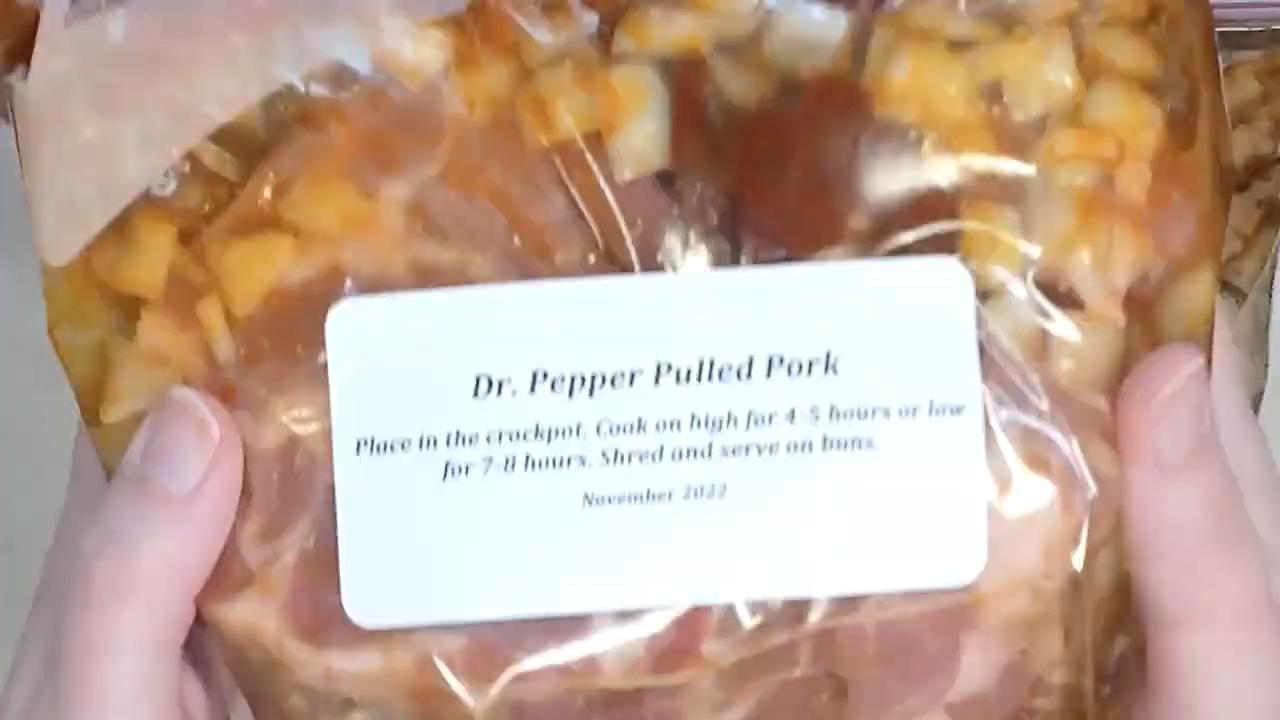 Dr. Pepper Pulled Pork
Place in the crockpot. Cook on high for 4-5 hours or low
for 7-8 hours. Shred and serve on buns.
November 2022